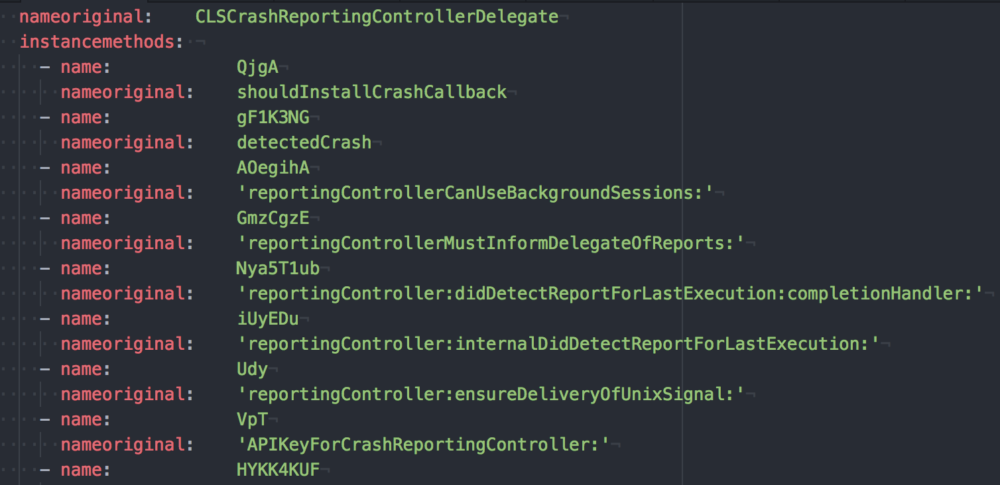 nameoriginal: CLSCrashReportingControllerDelegate
instancemethods:
- name: QjgA
nameoriginal: shouldInstallCrashCallback
- name: gF1K3NG
nameoriginal: detectedCrash
- name: AOegihA
nameoriginal: 'reportingControllerCanUseBackgroundSessions:'
- name: GmzCgzE
nameoriginal: 'reportingControllerMustInformDelegateOfReports:'
- name: Nya5T1ub
nameoriginal: 'reportingController:didDetectReportForLastExecution:completionHandler:'
- name: iUyEDu
nameoriginal: 'reportingController:internalDidDetectReportForLastExecution:'
- name: Udy
nameoriginal: 'reportingController:ensureDeliveryOfUnixSignal:'
- name: VpT
nameoriginal: 'APIKeyForCrashReportingController:'
- name: HYKK4KUF